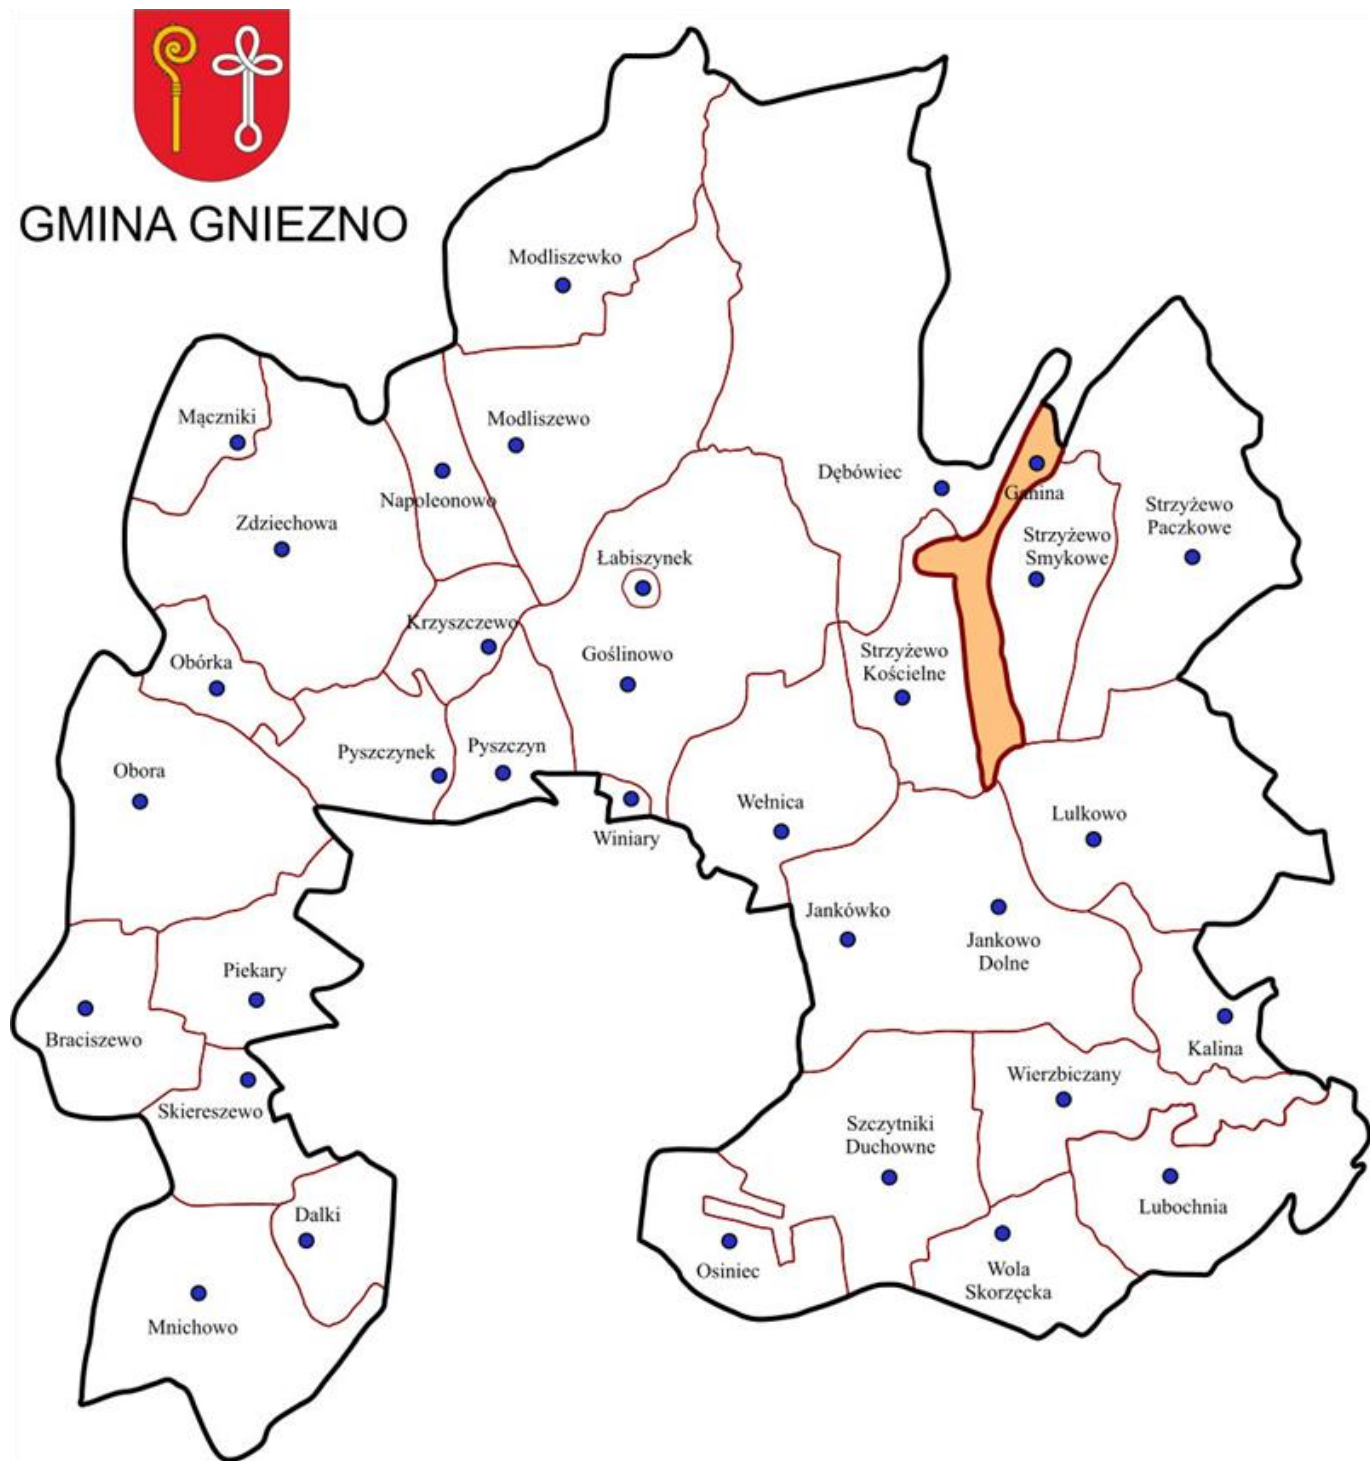 GMINA GNIEZNO
Modliszewko
Mączniki
Modliszewo
Napoleonowo
Dębówiec
Ganina
Zdziechowa
Strzyżewo
Paczkowe
Strzyżewo
Smykowe
Łabiszynek
Krzyszczewo
Goślinowo
Strzyżewo
Kościelne
Obórka
Pyszczynek
Pyszczyn
Obora
Wełnica
Winiary
Lulkowo
Jankówko
Jankowo
Dolne
Piekary
Braciszewo
Kalina
Skiereszewo
Wierzbiczany
Szczytniki
Duchowne
Lubochnia
Dalki
Osiniec
Wola
Skorzęcka
Mnichowo